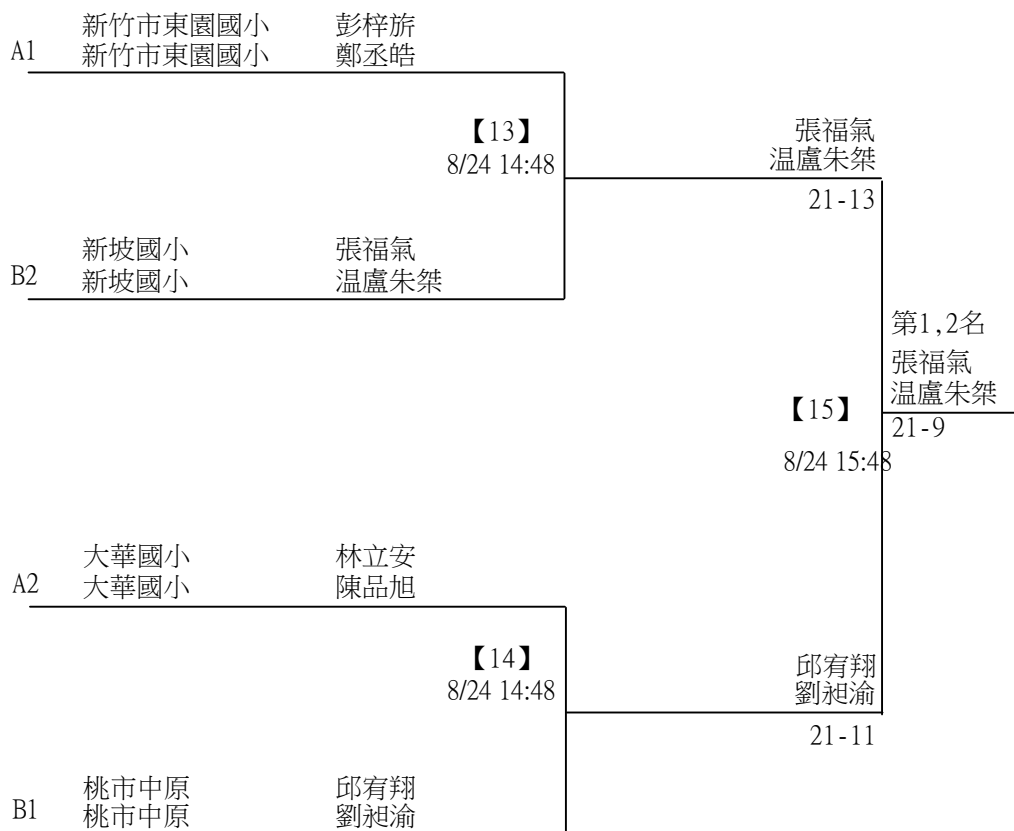 新竹市東園國小 彭梓旂
A1 新竹市東園國小 鄭丞皓
【13】
8/24 14:48
張福氣
温盧朱桀
21-13
新坡國小 張福氣
B2 新坡國小 温盧朱桀
第1,2名
張福氣
温盧朱桀
【15】
21-9
8/24 15:48
大華國小 林立安
A2 大華國小 陳品旭
【14】
8/24 14:48
邱宥翔
劉昶渝
21-11
桃市中原 邱宥翔
B1 桃市中原 劉昶渝